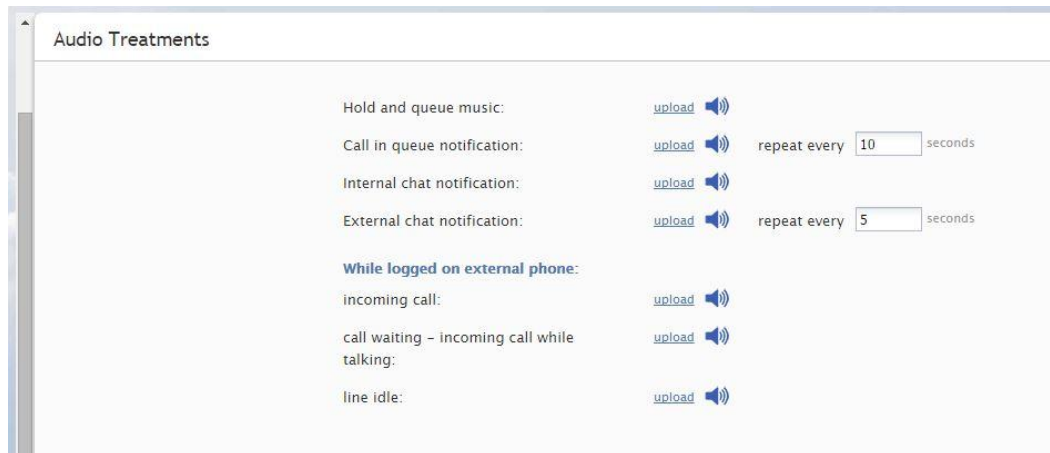 Audio Treatments
Hold and queue music: upload
Call in queue notification: upload repeat every 10 seconds
Internal chat notification: upload
External chat notification: upload repeat every 5 seconds
While logged on external phone:
incoming call: upload
call waiting – incoming call while upload
talking:
line idle: upload